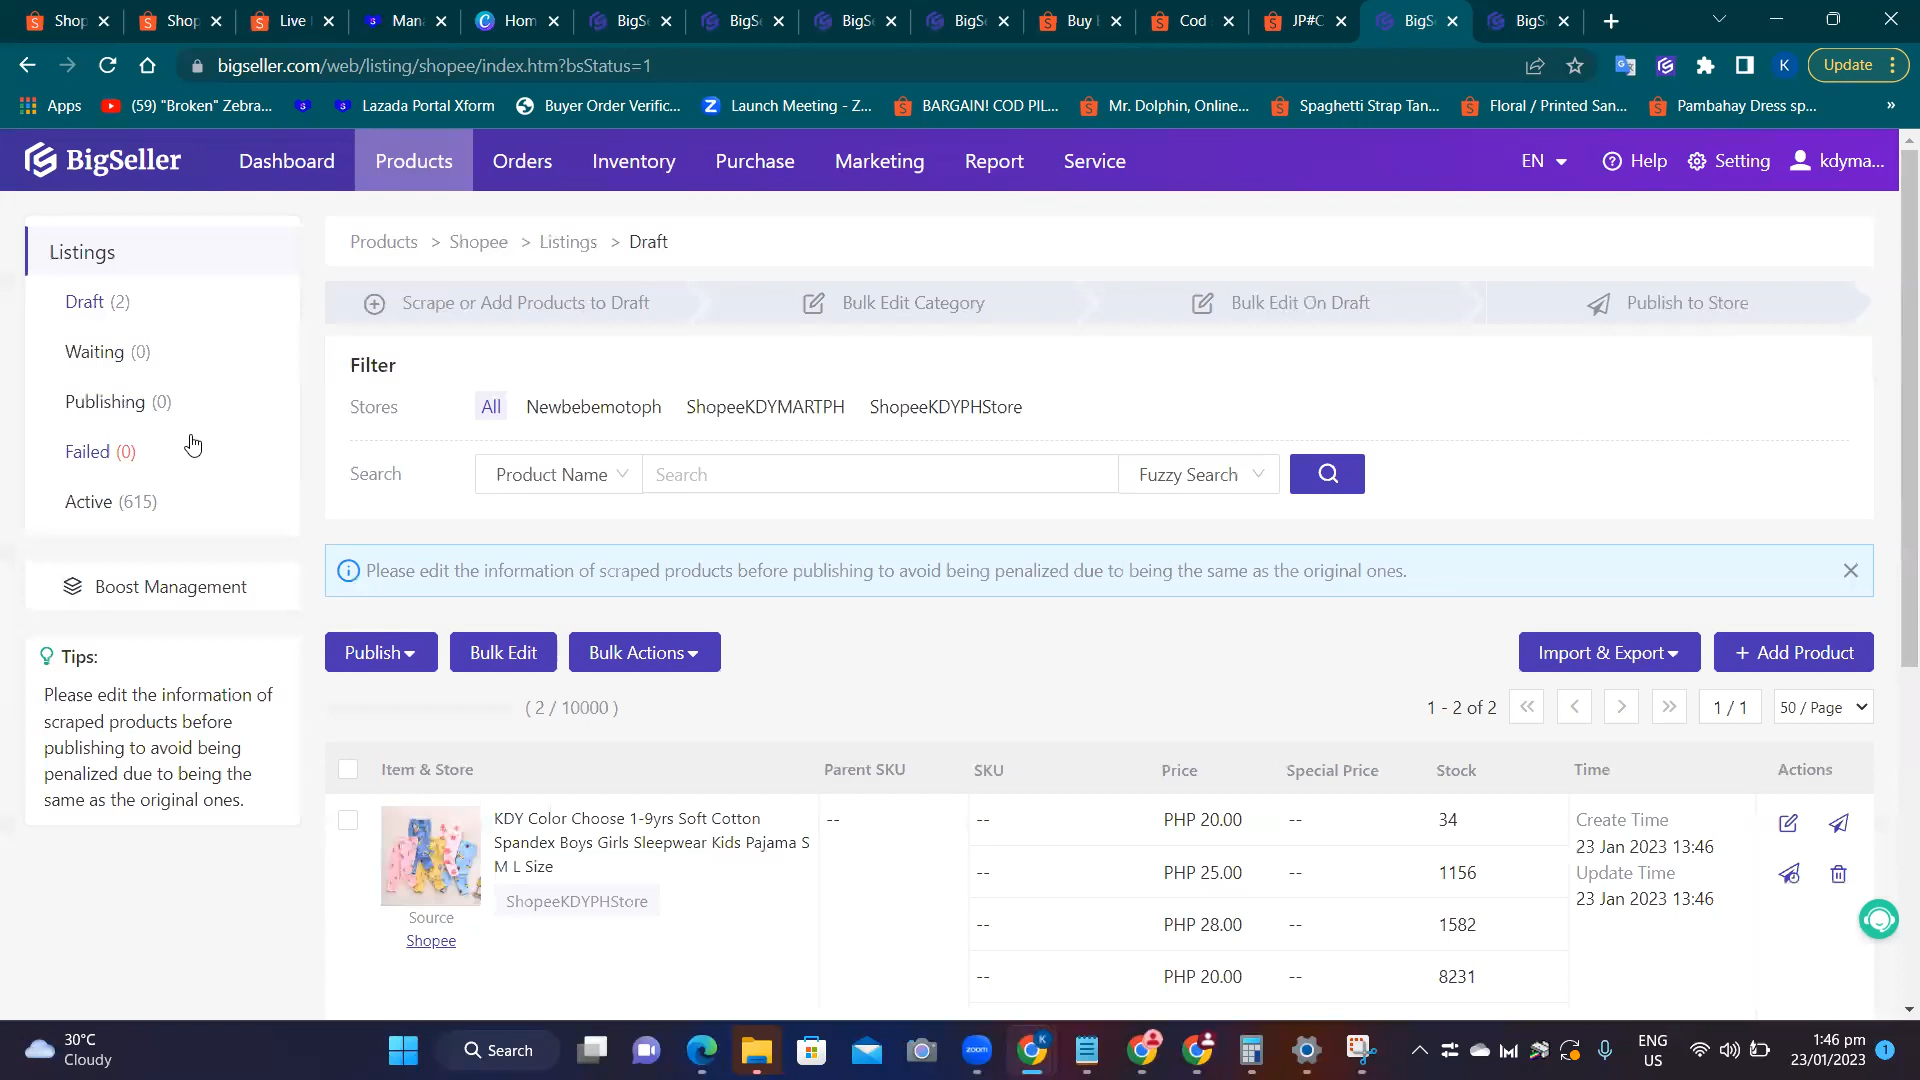 Shop
Shop
Live
Mana
Hom
BigSe
BigSe
BigSe
BigSe
Buy
Cod
JP#C
BigSe
BigSe
bigseller.com/web/listing/shopee/index.htm?bsStatus=1
K
Update
Apps
(59) "Broken" Zebra...
Lazada Portal Xform
Buyer Order Verific...
Launch Meeting - Z...
BARGAIN! COD PIL...
Mr. Dolphin, Online...
Spaghetti Strap Tan...
Floral / Printed San...
Pambahay Dress sp...
»
BigSeller
Dashboard
Products
Orders
Inventory
Purchase
Marketing
Report
Service
EN
Help
Setting
kdyma...
Listings
Draft (2)
Waiting (0)
Publishing (0)
Failed (0)
Active (615)
Boost Management
Tips:
Please edit the information of
scraped products before
publishing to avoid being
penalized due to being the
same as the original ones.
Products > Shopee > Listings > Draft
Scrape or Add Products to Draft
Bulk Edit Category
Bulk Edit On Draft
Publish to Store
Filter
Stores
All
Newbebemotoph
ShopeeKDYMARTPH
ShopeeKDYPHStore
Search
Product Name
Search
Fuzzy Search
Please edit the information of scraped products before publishing to avoid being penalized due to being the same as the original ones.
Publish
Bulk Edit
Bulk Actions
Import & Export
+ Add Product
( 2 / 10000 )
1 - 2 of 2
1 / 1
50 / Page
Item & Store
Parent SKU
SKU
Price
Special Price
Stock
Time
Actions
KDY Color Choose 1-9yrs Soft Cotton
Spandex Boys Girls Sleepwear Kids Pajama S
M L Size
ShopeeKDYPHStore
Source
Shopee
--
-- PHP 20.00 -- 34
-- PHP 25.00 -- 1156
-- PHP 28.00 -- 1582
-- PHP 20.00 -- 8231
Create Time
23 Jan 2023 13:46
Update Time
23 Jan 2023 13:46
30°C
Cloudy
Search
zoom
K
ENG
US
1:46 pm
23/01/2023
1